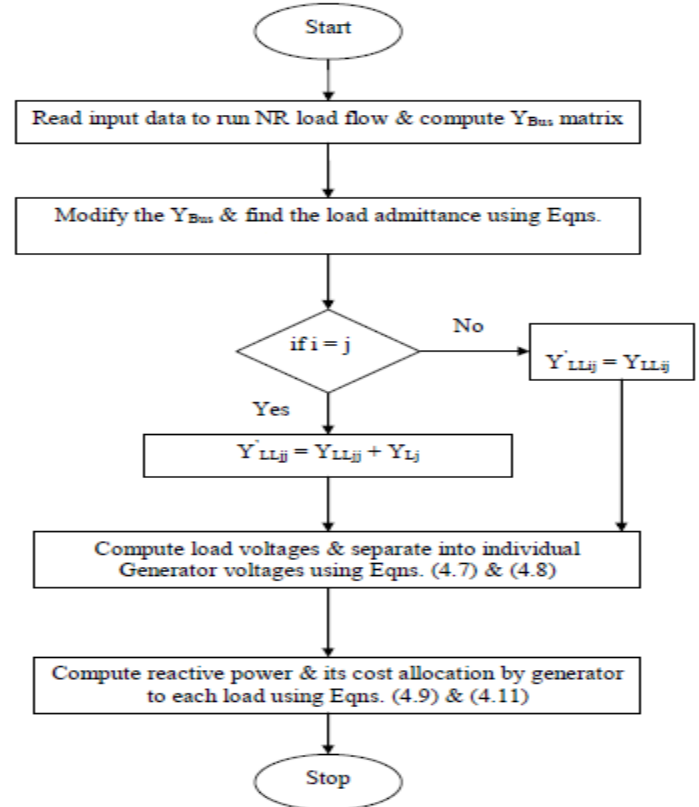 Start
Read input data to run NR load flow & compute YBus matrix
Modify the YBus & find the load admittance using Eqns.
if i = j
No
Y'LLij = YLLij
Yes
Y'LLjj = YLLjj + YLj
Compute load voltages & separate into individual
Generator voltages using Eqns. (4.7) & (4.8)
Compute reactive power & its cost allocation by generator
to each load using Eqns. (4.9) & (4.11)
Stop